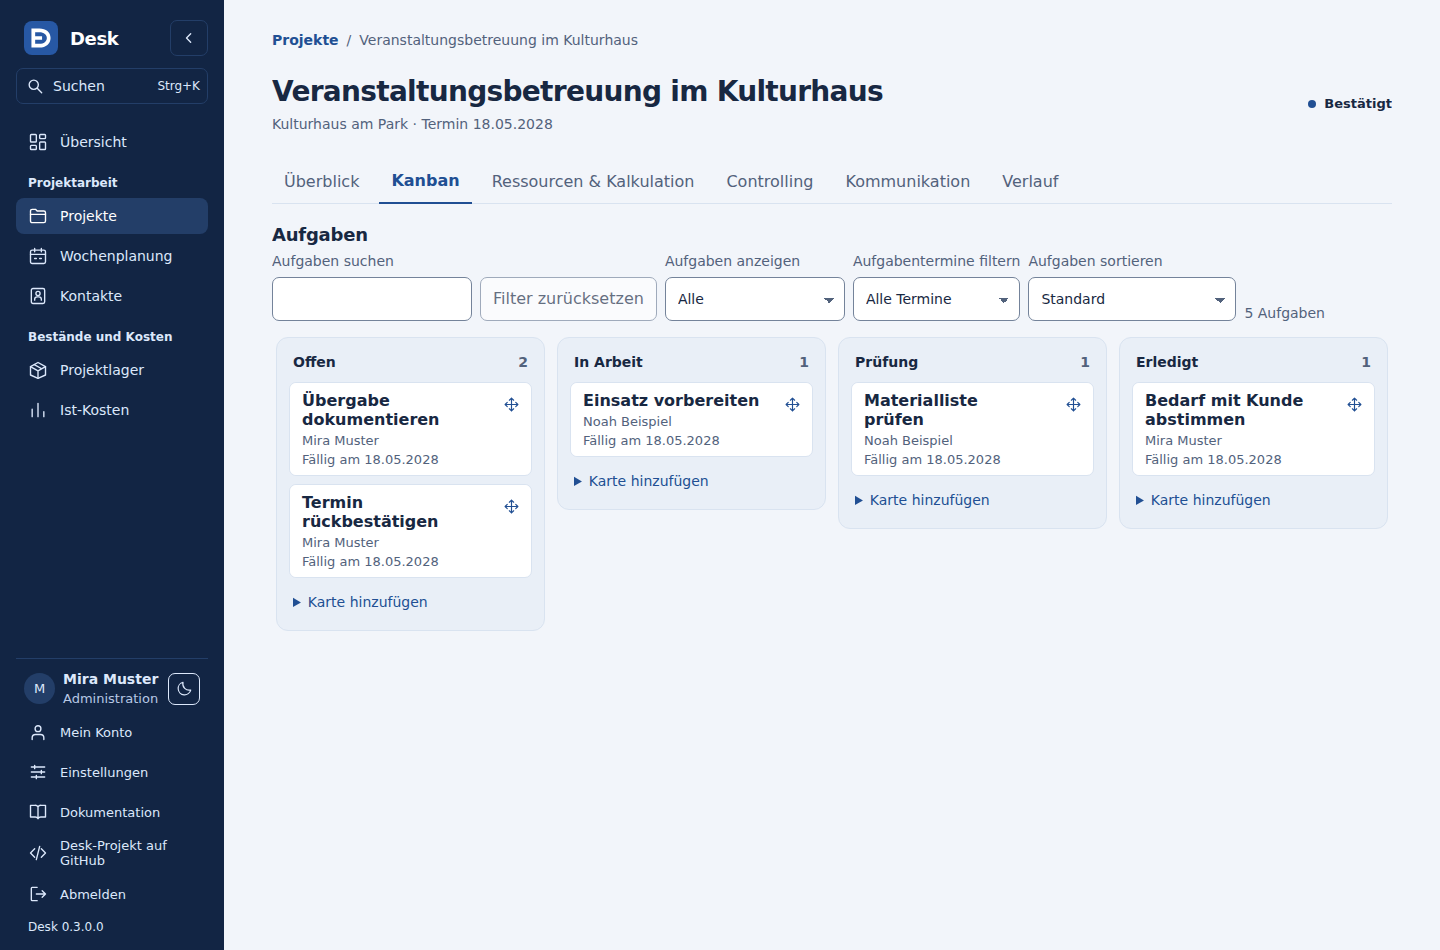 Desk
Suchen Strg+K
Übersicht
Projektarbeit
Projekte
Wochenplanung
Kontakte
Bestände und Kosten
Projektlager
Ist-Kosten
M
Mira Muster
Administration
Mein Konto
Einstellungen
Dokumentation
Desk-Projekt auf
GitHub
Abmelden
Desk 0.3.0.0
Projekte / Veranstaltungsbetreuung im Kulturhaus
Veranstaltungsbetreuung im Kulturhaus
Kulturhaus am Park · Termin 18.05.2028
Bestätigt
Überblick Kanban Ressourcen & Kalkulation Controlling Kommunikation Verlauf
Aufgaben
Aufgaben suchen Aufgaben anzeigen Aufgabentermine filtern Aufgaben sortieren
Filter zurücksetzen Alle Alle Termine Standard 5 Aufgaben
Offen 2
Übergabe
dokumentieren
Mira Muster
Fällig am 18.05.2028
Termin
rückbestätigen
Mira Muster
Fällig am 18.05.2028
Karte hinzufügen
In Arbeit 1
Einsatz vorbereiten
Noah Beispiel
Fällig am 18.05.2028
Karte hinzufügen
Prüfung 1
Materialliste
prüfen
Noah Beispiel
Fällig am 18.05.2028
Karte hinzufügen
Erledigt 1
Bedarf mit Kunde
abstimmen
Mira Muster
Fällig am 18.05.2028
Karte hinzufügen